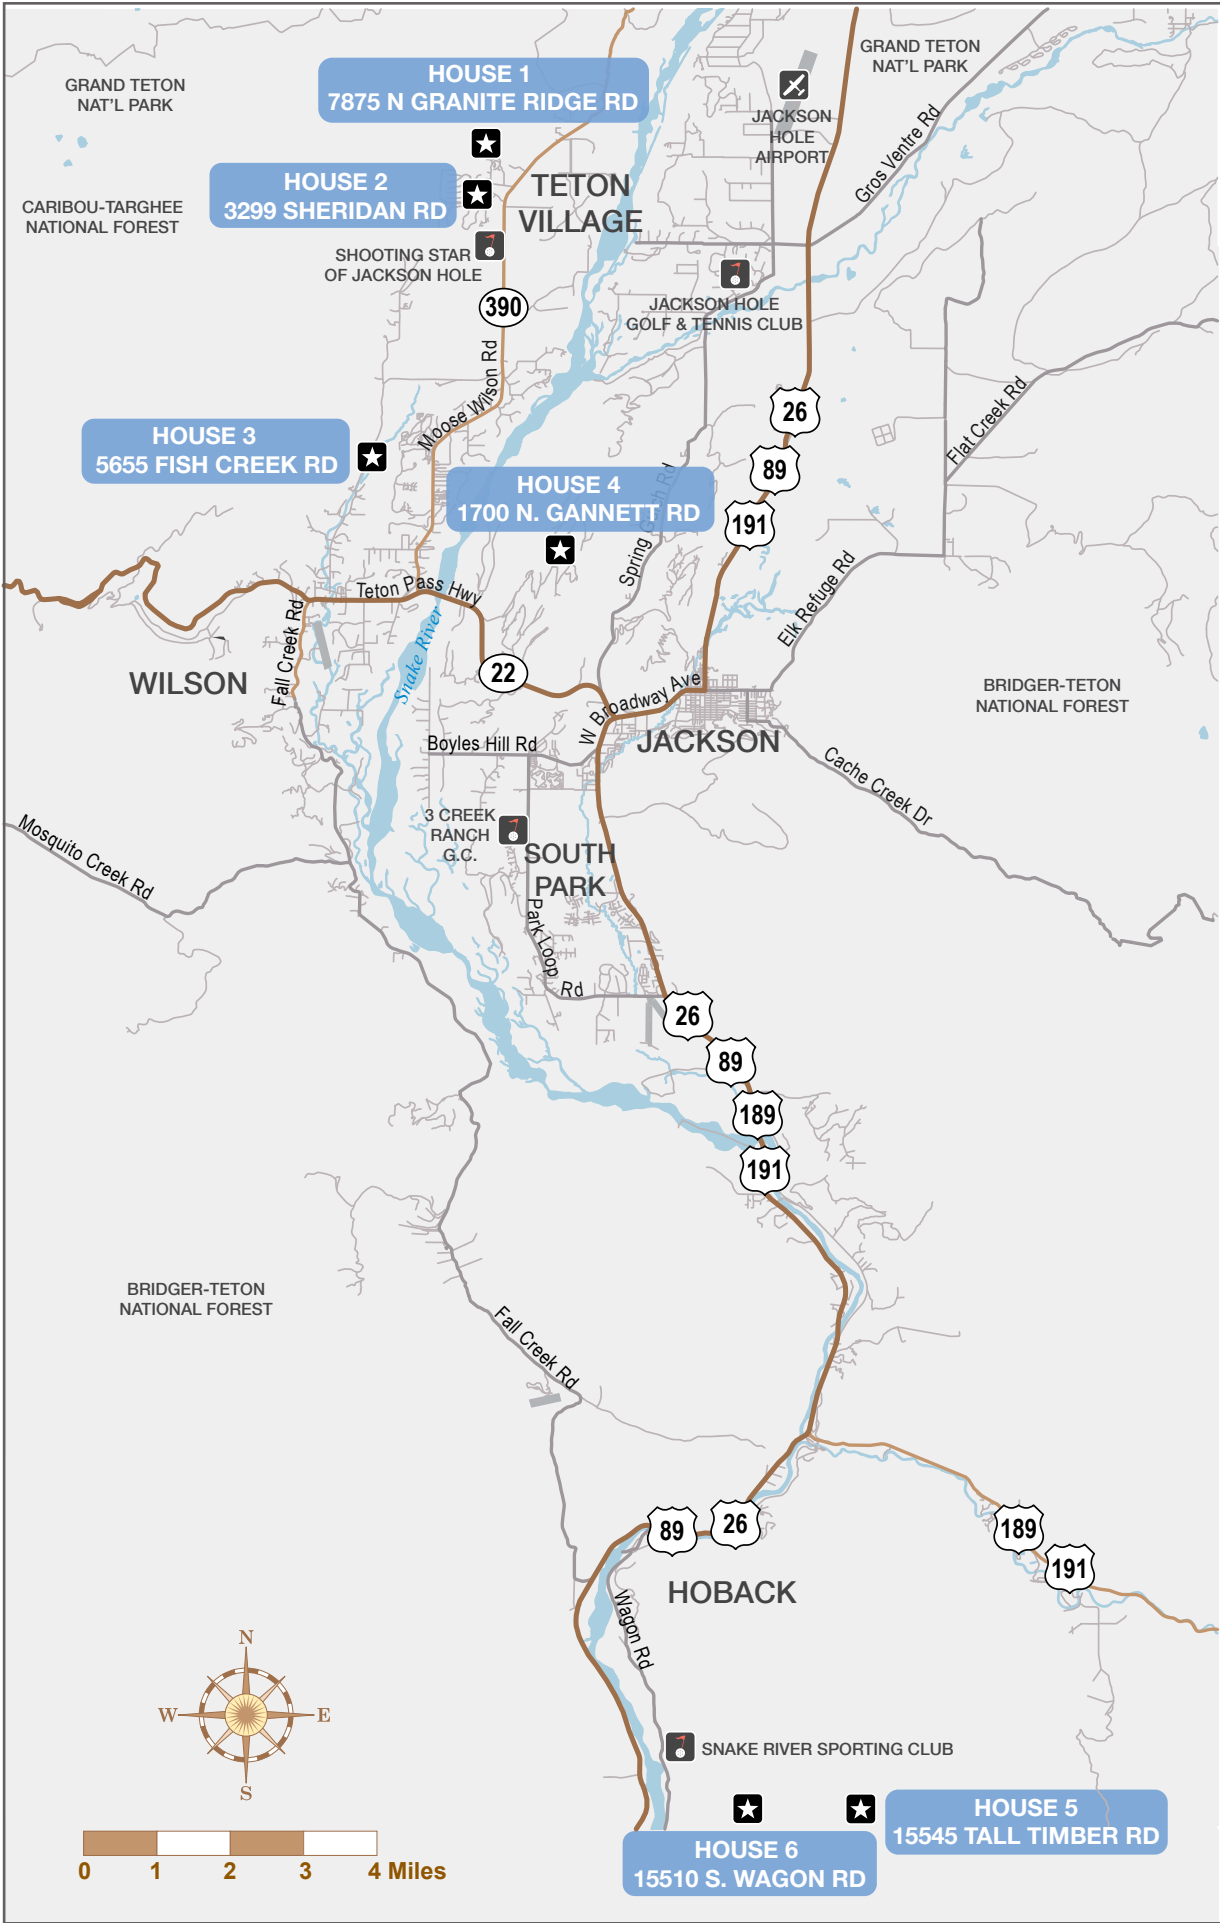 GRAND TETON
NAT'L PARK
HOUSE 1
7875 N GRANITE RIDGE RD
GRAND TETON
NAT'L PARK
JACKSON
HOLE
AIRPORT
Gros Ventre Rd
HOUSE 2
3299 SHERIDAN RD
TETON
VILLAGE
CARIBOU-TARGHEE
NATIONAL FOREST
SHOOTING STAR
OF JACKSON HOLE
390
JACKSON HOLE
GOLF & TENNIS CLUB
Moose Wilson Rd
26
89
191
Flat Creek Rd
HOUSE 3
5655 FISH CREEK RD
HOUSE 4
1700 N. GANNETT RD
Spring Gulch Rd
Elk Refuge Rd
Teton Pass Hwy
Snake River
Fall Creek Rd
WILSON
22
W Broadway Ave
JACKSON
BRIDGER-TETON
NATIONAL FOREST
Boyles Hill Rd
Cache Creek Dr
3 CREEK
RANCH
G.C.
SOUTH
PARK
Mosquito Creek Rd
Park Loop
Rd
26
89
189
191
BRIDGER-TETON
NATIONAL FOREST
Fall Creek Rd
89
26
189
191
HOBACK
Wagon Rd
N
W
E
S
SNAKE RIVER SPORTING CLUB
HOUSE 5
15545 TALL TIMBER RD
HOUSE 6
15510 S. WAGON RD
0 1 2 3 4 Miles